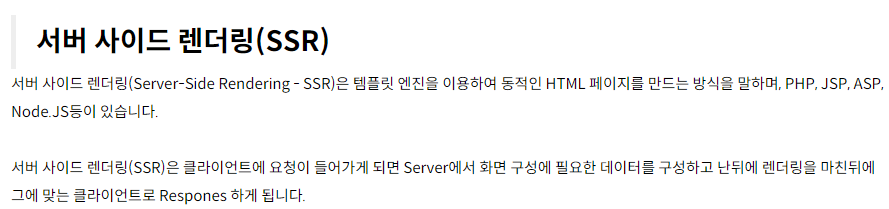 서버 사이드 렌더링(SSR)
서버 사이드 렌더링(Server-Side Rendering - SSR)은 템플릿 엔진을 이용하여 동적인 HTML 페이지를 만드는 방식을 말하며, PHP, JSP, ASP,
Node.JS등이 있습니다.
서버 사이드 렌더링(SSR)은 클라이언트에 요청이 들어가게 되면 Server에서 화면 구성에 필요한 데이터를 구성하고 난뒤에 렌더링을 마친뒤에
그에 맞는 클라이언트로 Respones 하게 됩니다.